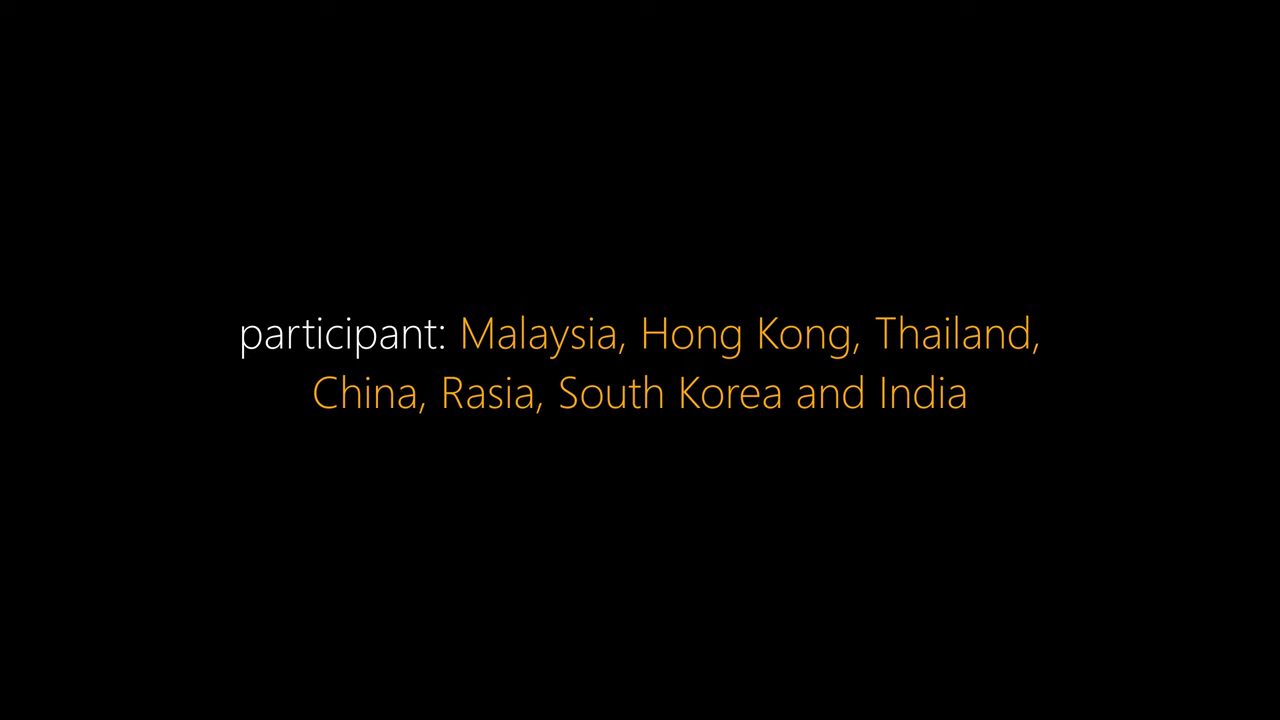 participant: Malaysia, Hong Kong, Thailand,
China, Rasia, South Korea and India